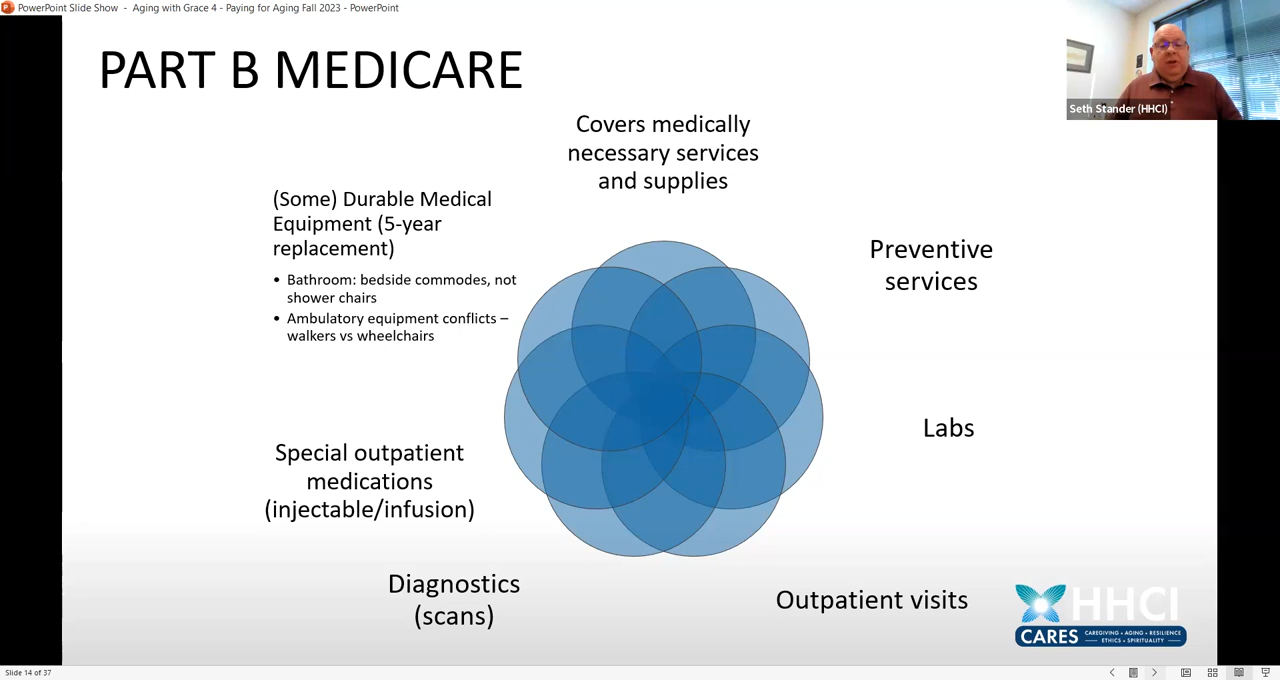 PowerPoint Slide Show - Aging with Grace 4 - Paying for Aging Fall 2023 - PowerPoint
PART B MEDICARE
Seth Stander (HHCI)
Covers medically
necessary services
and supplies
(Some) Durable Medical
Equipment (5-year
replacement)
• Bathroom: bedside commodes, not
shower chairs
• Ambulatory equipment conflicts –
walkers vs wheelchairs
Preventive
services
Labs
Special outpatient
medications
(injectable/infusion)
Diagnostics
(scans)
Outpatient visits
HHCI
CARES
CAREGIVING • AGING • RESILIENCE
ETHICS • SPIRITUALITY
Slide 14 of 37